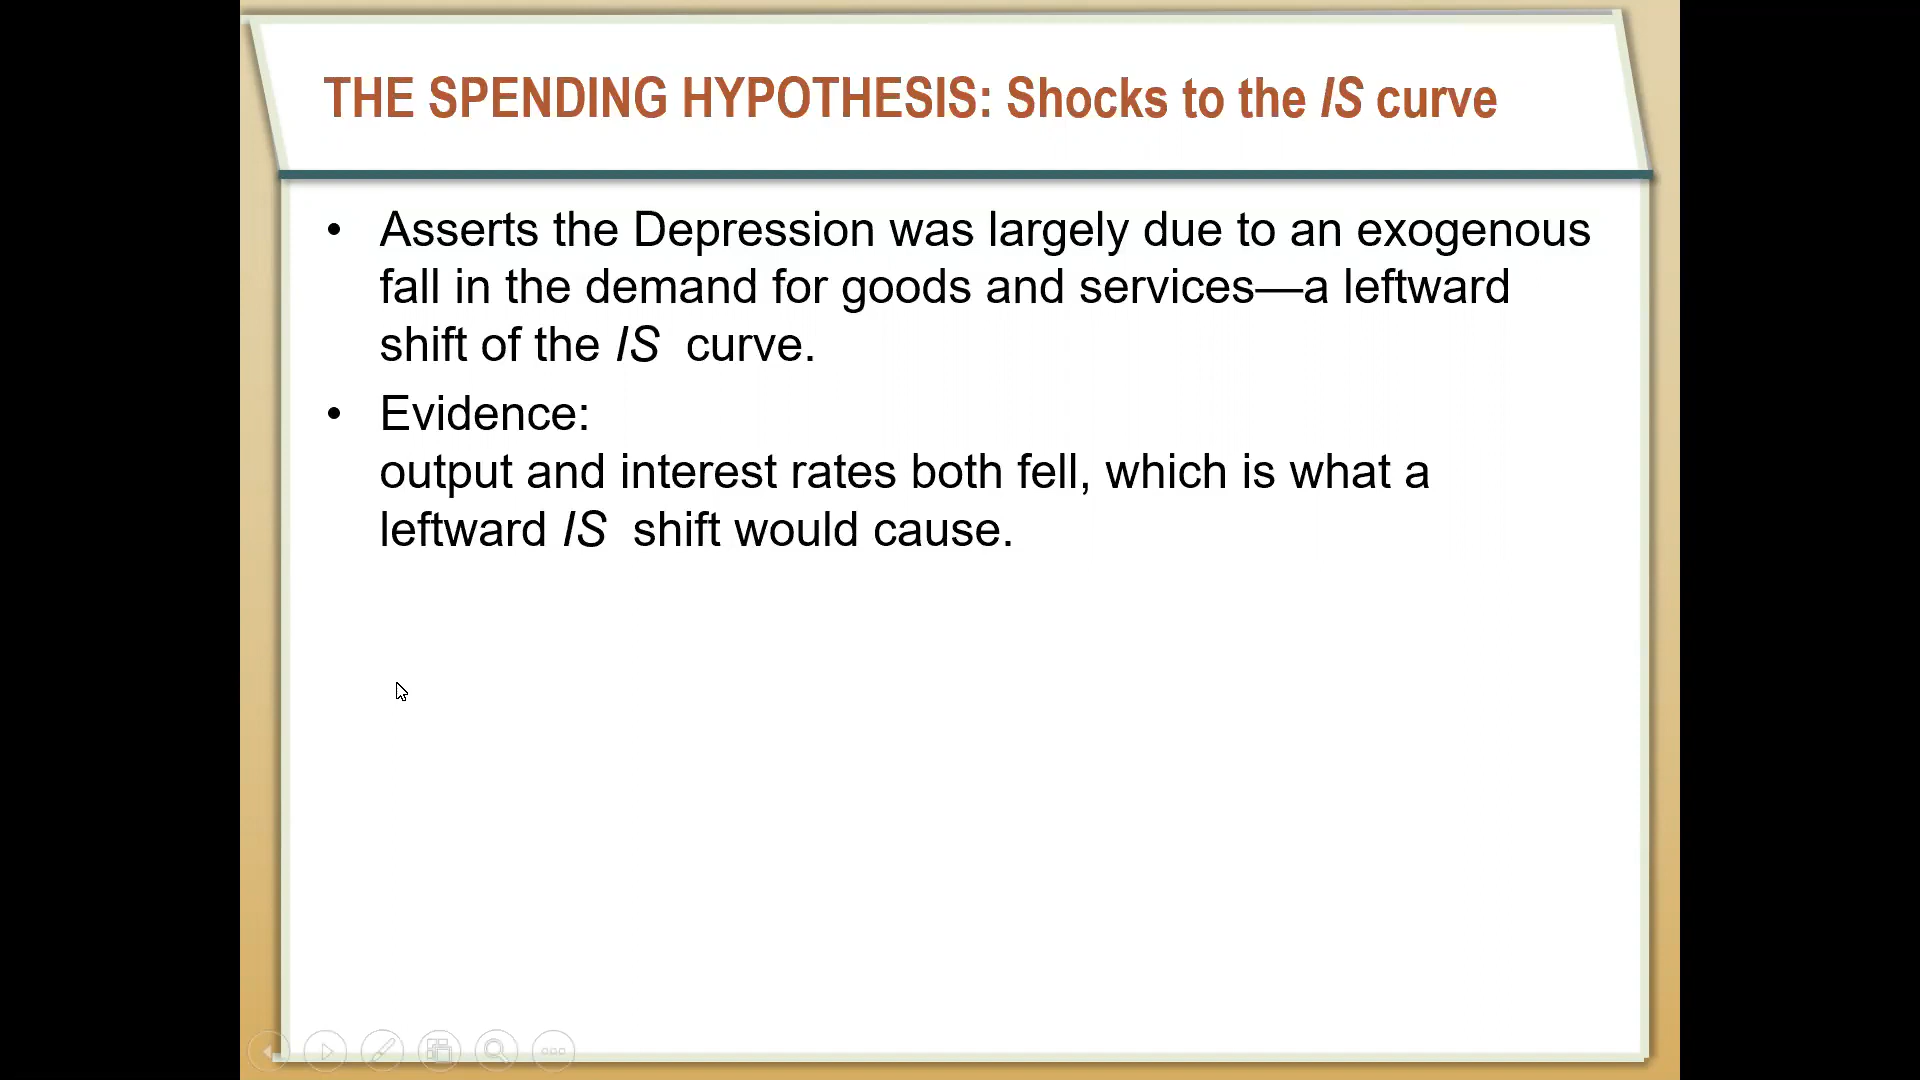 THE SPENDING HYPOTHESIS: Shocks to the IS curve
• Asserts the Depression was largely due to an exogenous
fall in the demand for goods and services—a leftward
shift of the IS curve.
• Evidence:
output and interest rates both fell, which is what a
leftward IS shift would cause.